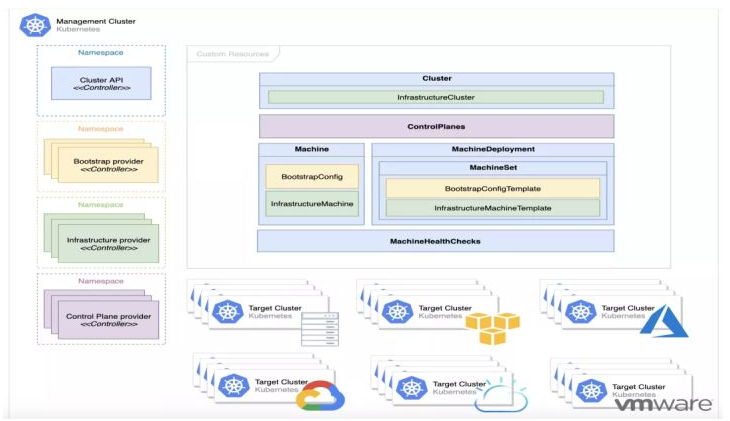 Management Cluster
Kubernetes
Namespace
Cluster API
<<Controller>>
Namespace
Bootstrap provider
<<Controller>>
Namespace
Infrastructure provider
<<Controller>>
Namespace
Control Plane provider
<<Controller>>
Custom Resources
Cluster
InfrastructureCluster
ControlPlanes
Machine
BootstrapConfig
InfrastructureMachine
MachineDeployment
MachineSet
BootstrapConfigTemplate
InfrastructureMachineTemplate
MachineHealthChecks
Target Cluster
Kubernetes
Target Cluster
Kubernetes
Target Cluster
Kubernetes
Target Cluster
Kubernetes
Target Cluster
Kubernetes
Target Cluster
Kubernetes
vmware